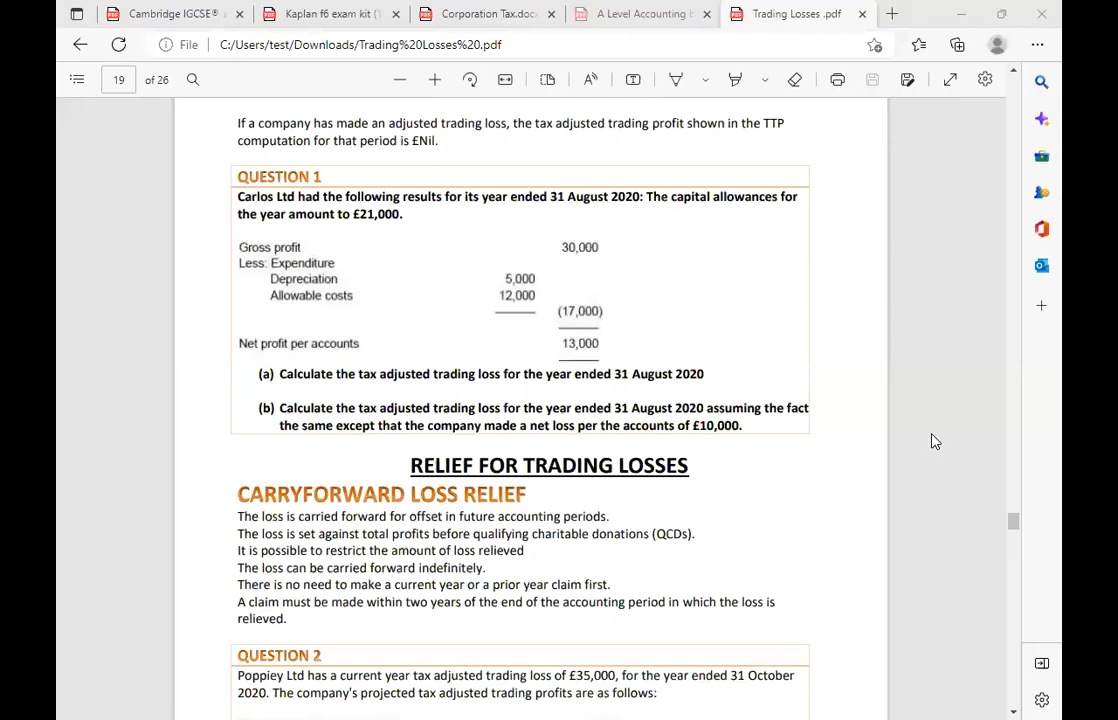 Cambridge IGCSE®
Kaplan f6 exam kit (
Corporation Tax.docx
A Level Accounting b
Trading Losses .pdf
File
C:/Users/test/Downloads/Trading%20Losses%20.pdf
19
of 26
If a company has made an adjusted trading loss, the tax adjusted trading profit shown in the TTP
computation for that period is £Nil.
QUESTION 1
Carlos Ltd had the following results for its year ended 31 August 2020: The capital allowances for
the year amount to £21,000.
Gross profit 30,000
Less: Expenditure
Depreciation 5,000
Allowable costs 12,000
(17,000)
Net profit per accounts 13,000
(a) Calculate the tax adjusted trading loss for the year ended 31 August 2020
(b) Calculate the tax adjusted trading loss for the year ended 31 August 2020 assuming the fact
the same except that the company made a net loss per the accounts of £10,000.
RELIEF FOR TRADING LOSSES
CARRYFORWARD LOSS RELIEF
The loss is carried forward for offset in future accounting periods.
The loss is set against total profits before qualifying charitable donations (QCDs).
It is possible to restrict the amount of loss relieved
The loss can be carried forward indefinitely.
There is no need to make a current year or a prior year claim first.
A claim must be made within two years of the end of the accounting period in which the loss is
relieved.
QUESTION 2
Poppiey Ltd has a current year tax adjusted trading loss of £35,000, for the year ended 31 October
2020. The company's projected tax adjusted trading profits are as follows: